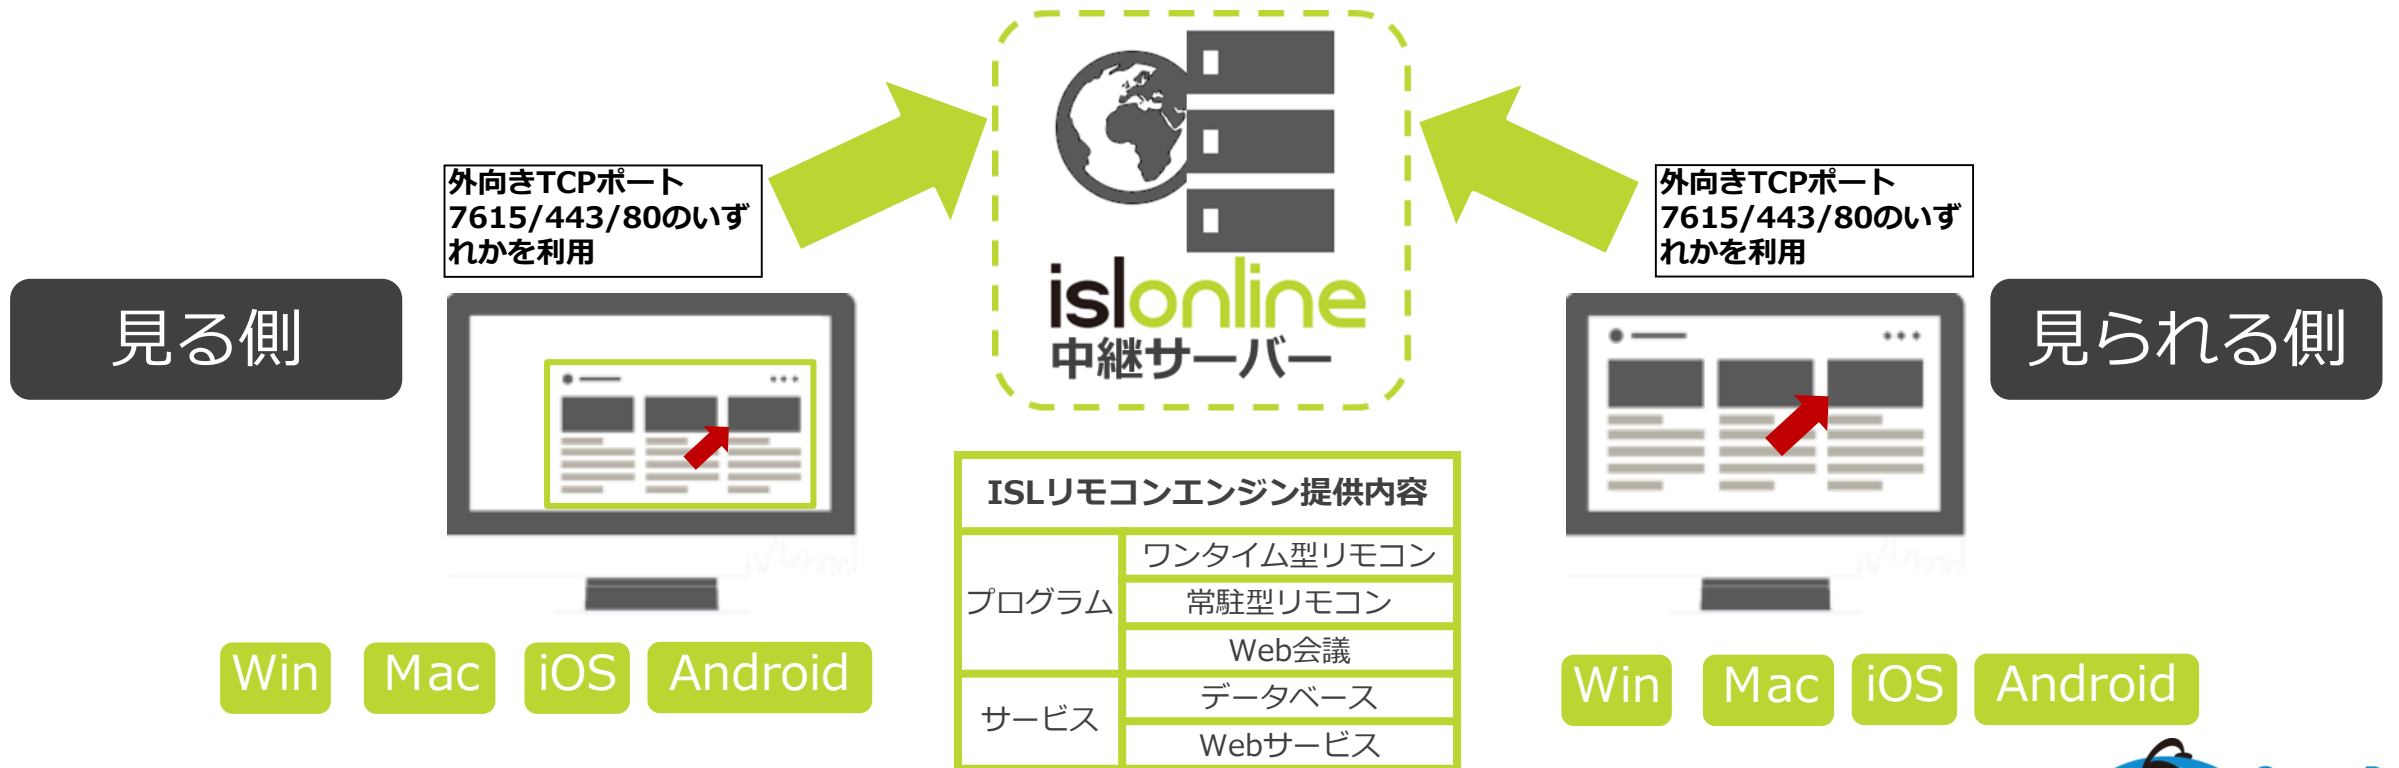 外向きTCPポート
7615/443/80のいず
れかを利用
外向きTCPポート
7615/443/80のいず
れかを利用
islonline
中継サーバー
見る側
見られる側
ISLリモコンエンジン提供内容
プログラム
ワンタイム型リモコン
常駐型リモコン
Web会議
サービス
データベース
Webサービス
Win
Mac
iOS
Android
Win
Mac
iOS
Android